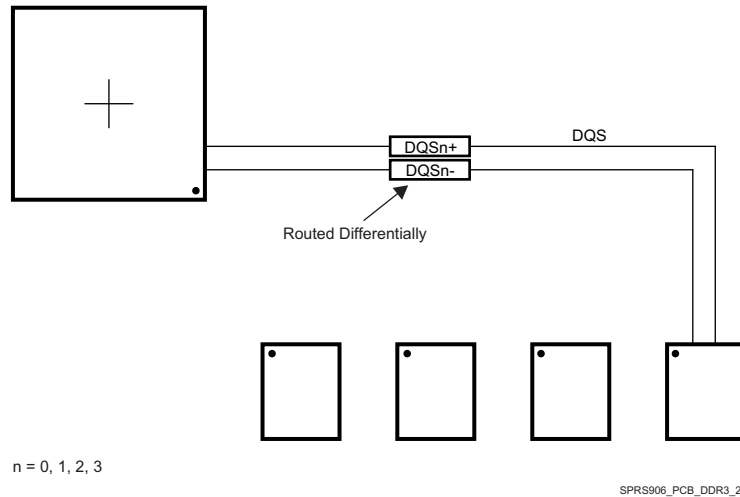 DQSn+
DQS
DQSn-
Routed Differentially
n = 0, 1, 2, 3
SPRS906_PCB_DDR3_2